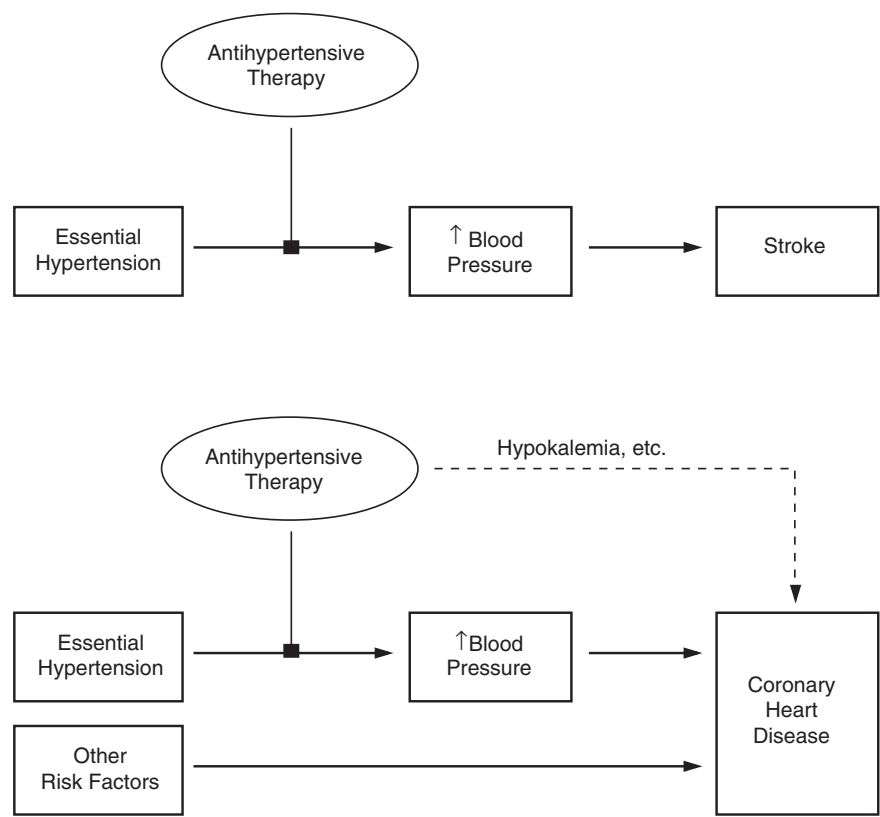 Antihypertensive
Therapy
Essential
Hypertension
↑ Blood
Pressure
Stroke
Antihypertensive
Therapy
Hypokalemia, etc.
Essential
Hypertension
↑Blood
Pressure
Coronary
Heart
Disease
Other
Risk Factors